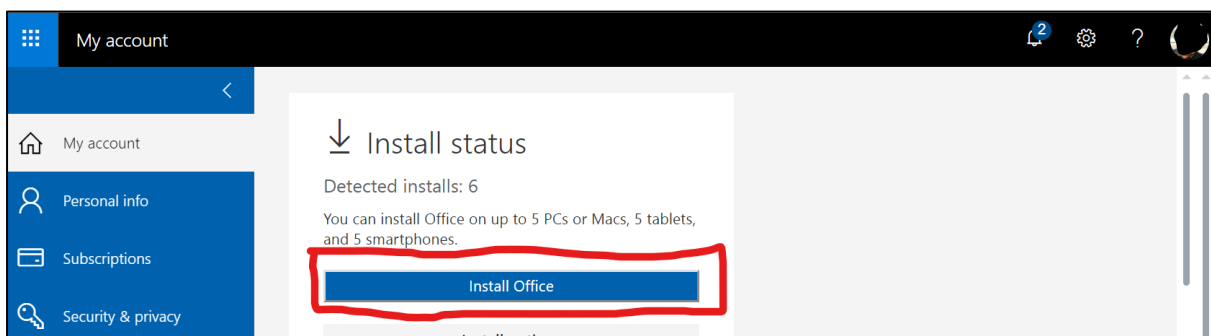 My account
2
?
My account
Personal info
Subscriptions
Security & privacy
Install status
Detected installs: 6
You can install Office on up to 5 PCs or Macs, 5 tablets,
and 5 smartphones.
Install Office